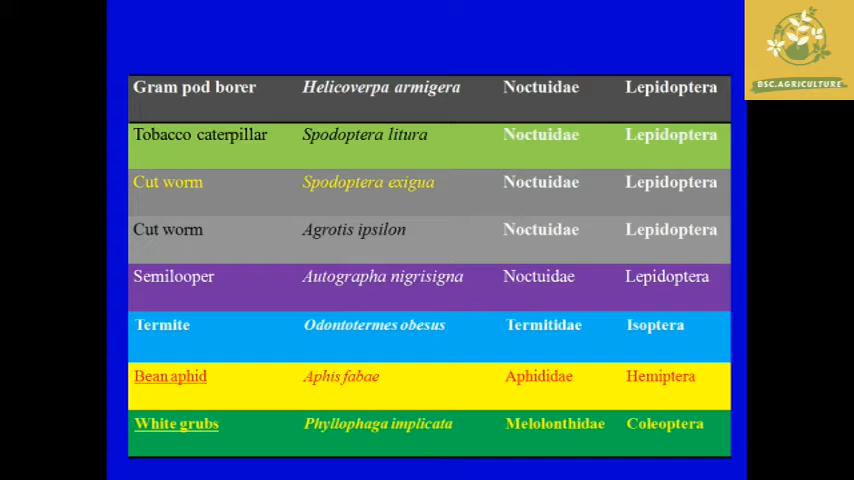 Gram pod borer Helicoverpa armigera Noctuidae Lepidoptera
Tobacco caterpillar Spodoptera litura Noctuidae Lepidoptera
Cut worm Spodoptera exigua Noctuidae Lepidoptera
Cut worm Agrotis ipsilon Noctuidae Lepidoptera
Semilooper Autographa nigrisigna Noctuidae Lepidoptera
Termite Odontotermes obesus Termitidae Isoptera
Bean aphid Aphis fabae Aphididae Hemiptera
White grubs Phyllophaga implicata Melolonthidae Coleoptera
BSC.AGRICULTURE